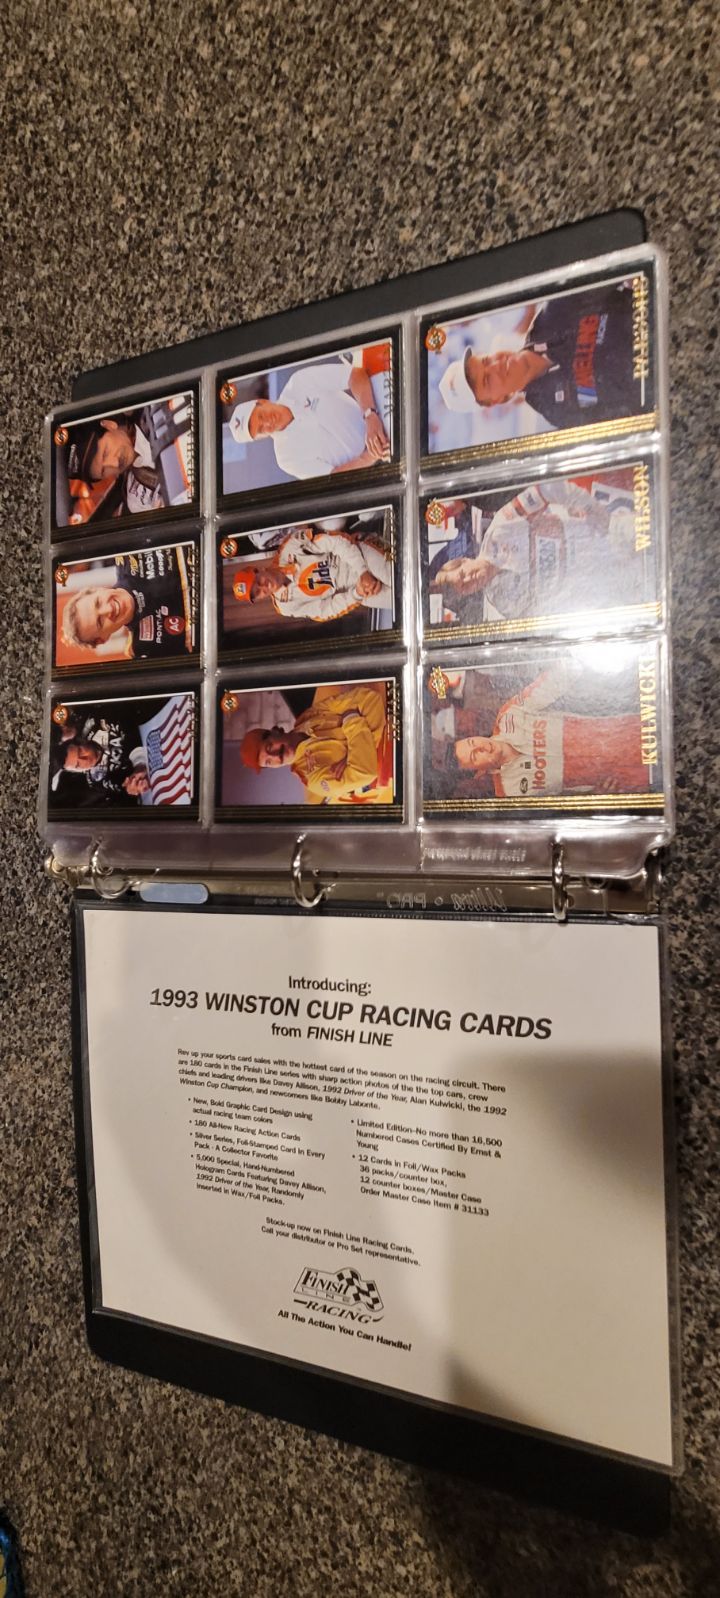 PARSONS
KELLING
RACING
WILSON
KULWICKI
HOOTERS
Tide
Mobil
PONTIAC
AC
Introducing:
1993 WINSTON CUP RACING CARDS
from FINISH LINE
Rev up your sports card sales with the hottest card of the season on the racing circuit. There
are 180 cards in the Finish Line series with sharp action photos of the top cars, crew
chiefs and leading drivers like Davey Allison, 1992 Driver of the Year, Alan Kulwicki, the 1992
Winston Cup Champion, and newcomers like Bobby Labonte.
• New, Bold Graphic Card Design using
actual racing team colors
• 180 All-New Racing Action Cards
• Silver Series, Foil-Stamped Card In Every
Pack - A Collector Favorite
• 5,000 Special, Hand-Numbered
Hologram Cards Featuring Davey Allison,
1992 Driver of the Year, Randomly
Inserted in Wax/Foil Packs.
• Limited Edition–No more than 16,500
Numbered Cases Certified By Ernst &
Young
• 12 Cards in Foil/Wax Packs
36 packs/counter box,
12 counter boxes/Master Case
Order Master Case Item # 31133
Stock-up now on Finish Line Racing Cards.
Call your distributor or Pro Set representative.
FINISH
LINE
RACING
All The Action You Can Handle!